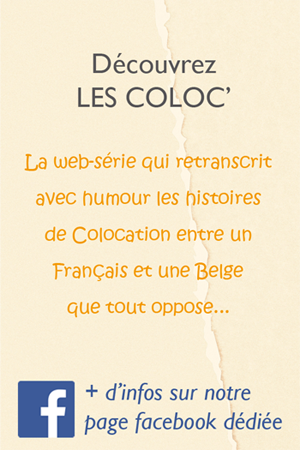 Découvrez
LES COLOC’
La web-série qui retranscrit
avec humour les histoires
de Colocation entre un
Français et une Belge
que tout oppose...
+ d’infos sur notre
page facebook dédiée